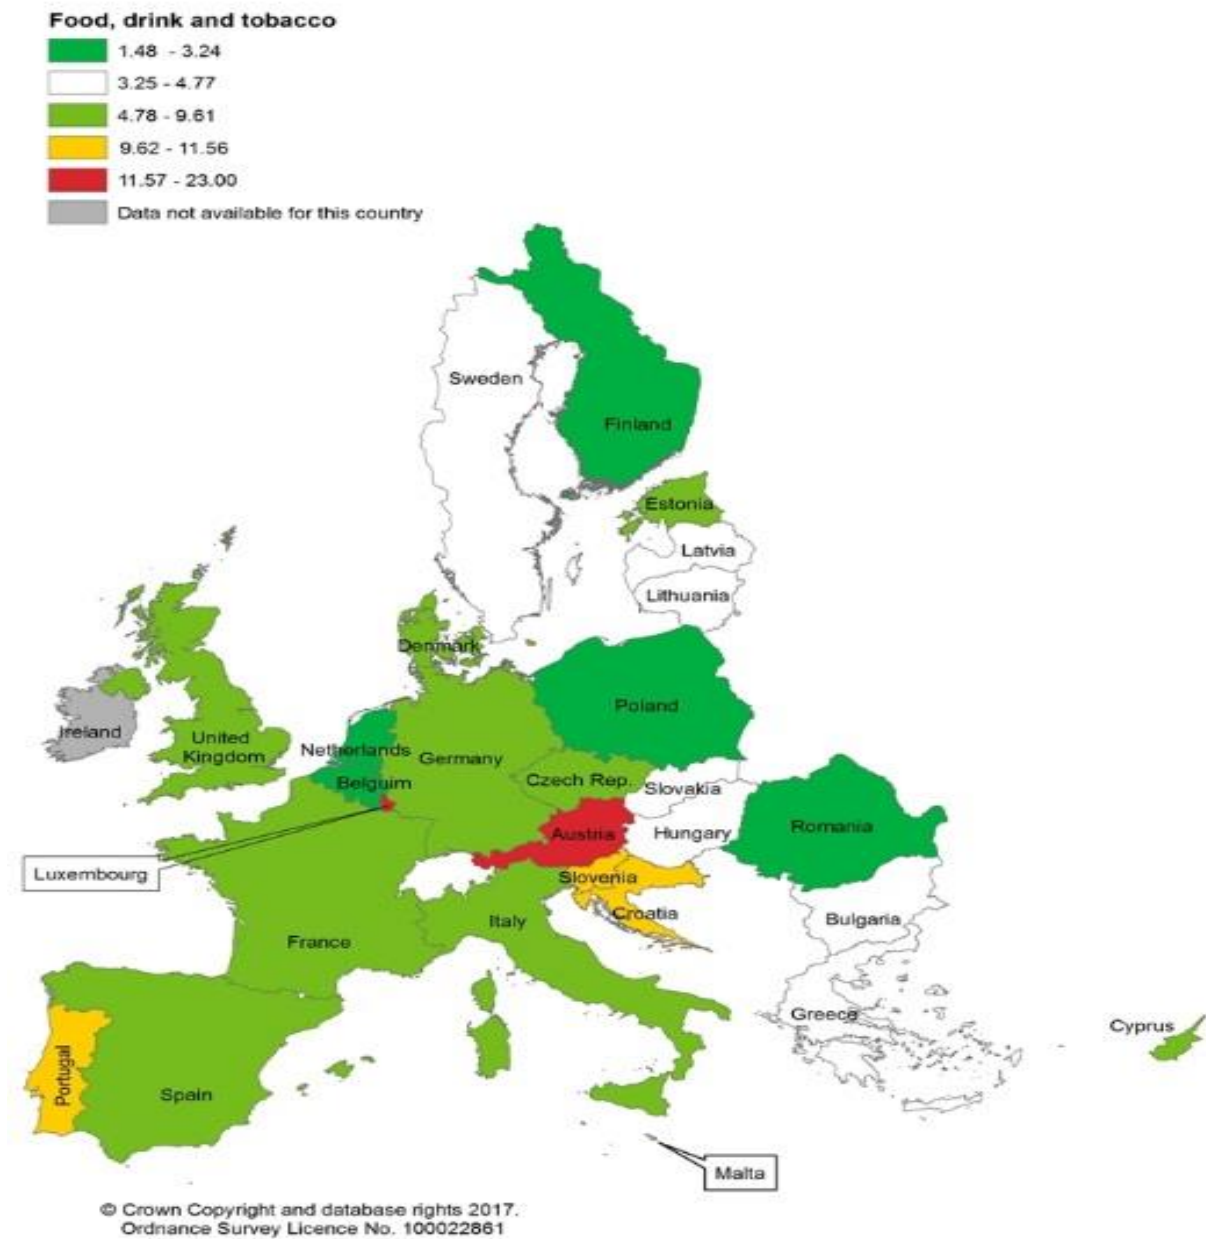 Food, drink and tobacco
1.48 - 3.24
3.25 - 4.77
4.78 - 9.61
9.62 - 11.56
11.57 - 23.00
Data not available for this country
Sweden
Finland
Estonia
Latvia
Lithuania
Denmark
Poland
Ireland
United
Kingdom
Netherlands
Germany
Belguim
Czech Rep.
Slovakia
Austria
Hungary
Romania
Luxembourg
Slovenia
Croatia
Italy
Bulgaria
France
Greece
Cyprus
Portugal
Spain
Malta
© Crown Copyright and database rights 2017.
Ordnance Survey Licence No. 100022861